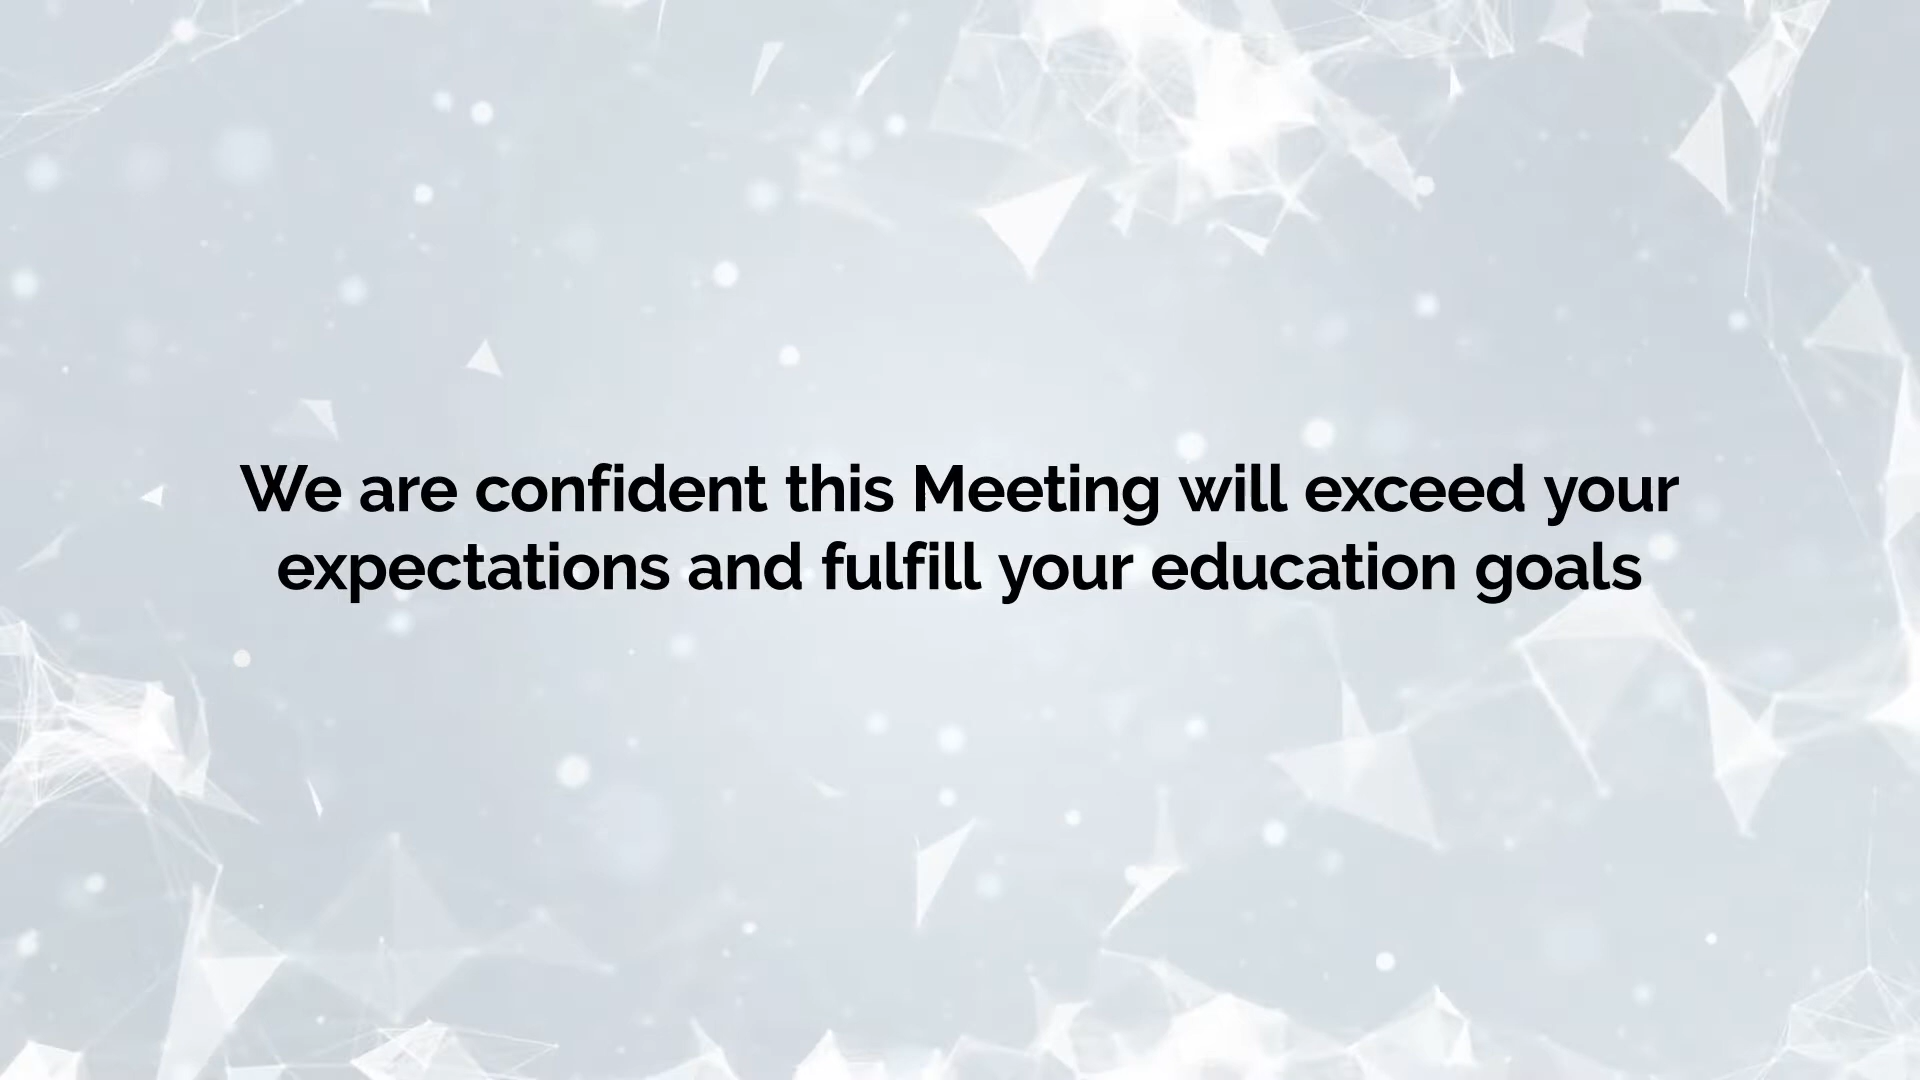 We are confident this Meeting will exceed your
expectations and fulfill your education goals